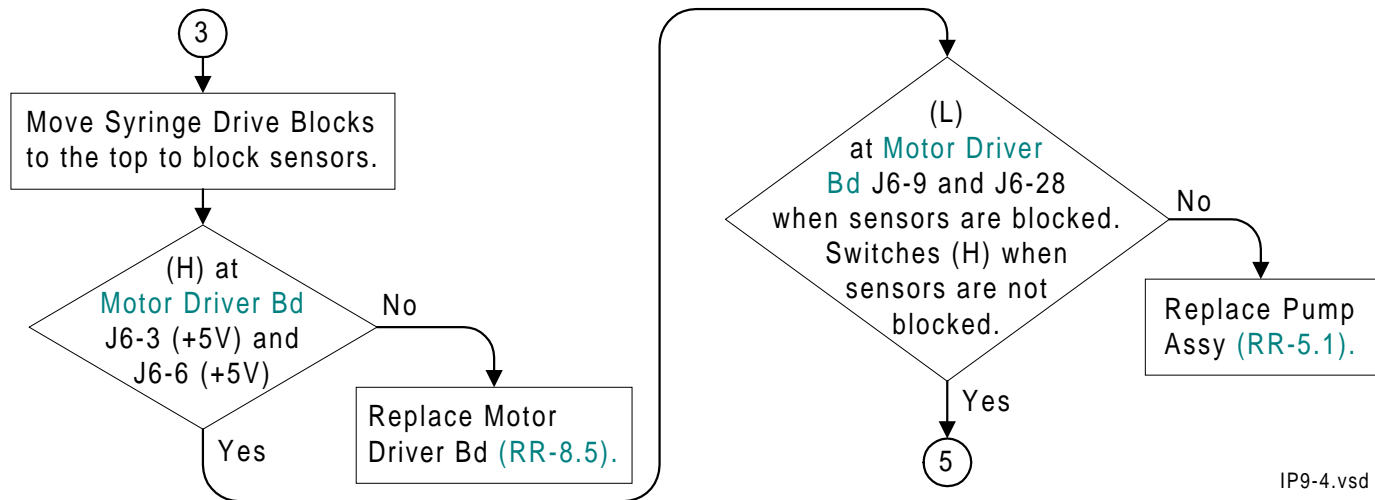 3
Move Syringe Drive Blocks
to the top to block sensors.
(H) at
Motor Driver Bd
J6-3 (+5V) and
J6-6 (+5V)
No
Replace Motor
Driver Bd (RR-8.5).
Yes
(L)
at Motor Driver
Bd J6-9 and J6-28
when sensors are blocked.
Switches (H) when
sensors are not
blocked.
No
Replace Pump
Assy (RR-5.1).
Yes
5
IP9-4.vsd